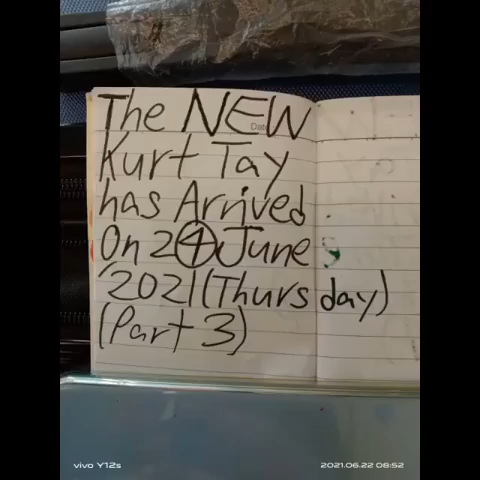 The NEW
Date
Kurt Tay
has Arrived
On 24 June
'2021 (Thursday)
(Part 3)
vivo Y12s
2021.06.22 08:52